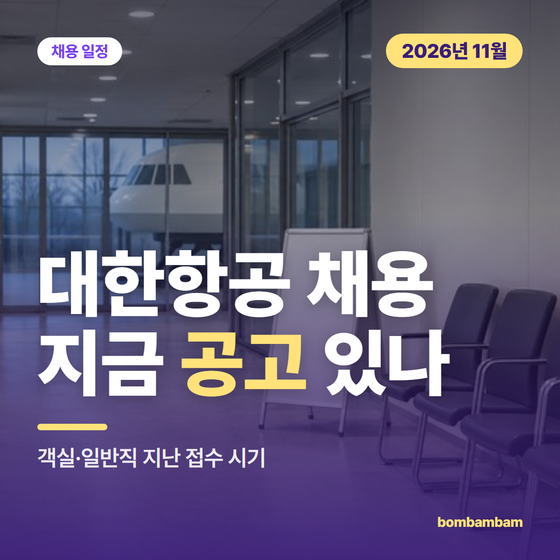 채용 일정
2026년 11월
대한항공 채용
지금 공고 있나
객실·일반직 지난 접수 시기
bombambam